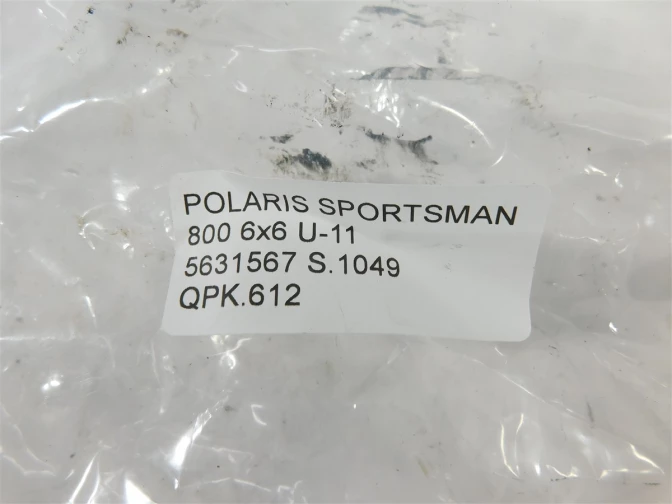 POLARIS SPORTSMAN
800 6x6 U-11
5631567 S.1049
QPK.612